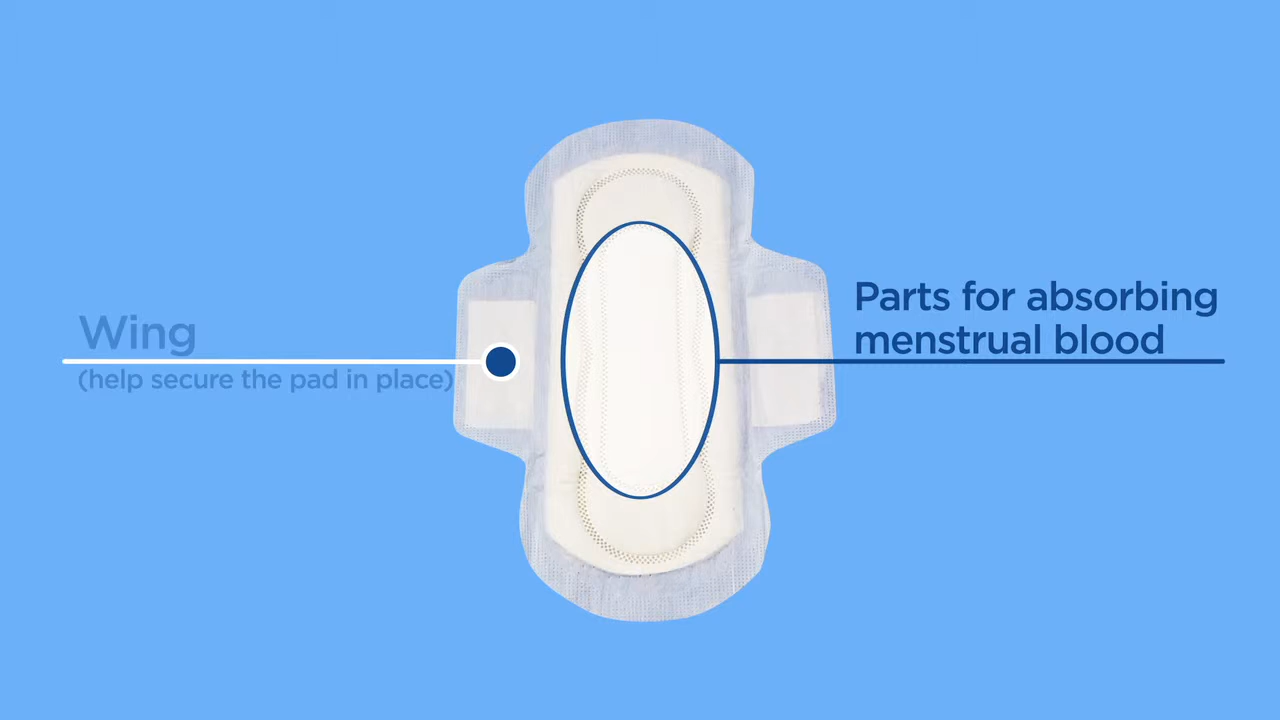 Wing
(help secure the pad in place)
Parts for absorbing
menstrual blood